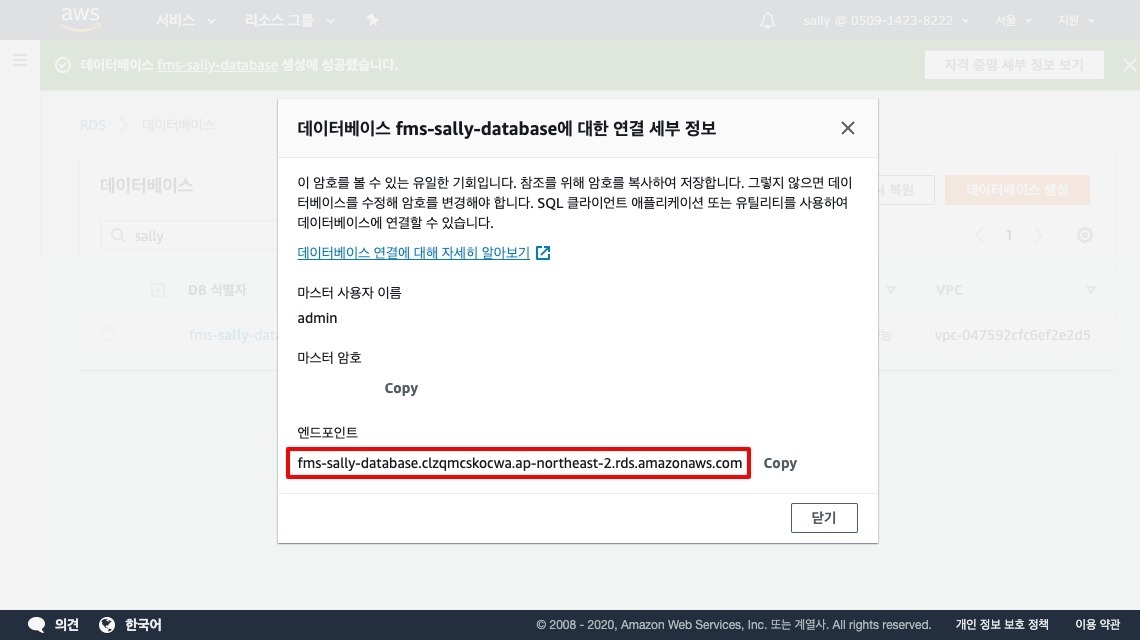 aws
서비스
리소스 그룹
sally @ 0509-1423-8222
서울
지원
데이터베이스 fms-sally-database 생성에 성공했습니다.
자격 증명 세부 정보 보기
RDS
데이터베이스
데이터베이스
복원
데이터베이스 생성
sally
1
DB 식별자
VPC
fms-sally-data
vpc-047592cfc6ef2e2d5
데이터베이스 fms-sally-database에 대한 연결 세부 정보
이 암호를 볼 수 있는 유일한 기회입니다. 참조를 위해 암호를 복사하여 저장합니다. 그렇지 않으면 데이
터베이스를 수정해 암호를 변경해야 합니다. SQL 클라이언트 애플리케이션 또는 유틸리티를 사용하여
데이터베이스에 연결할 수 있습니다.
데이터베이스 연결에 대해 자세히 알아보기
마스터 사용자 이름
admin
마스터 암호
Copy
엔드포인트
fms-sally-database.clzqmcskocwa.ap-northeast-2.rds.amazonaws.com
Copy
닫기
의견
한국어
© 2008 - 2020, Amazon Web Services, Inc. 또는 계열사. All rights reserved.
개인 정보 보호 정책
이용 약관